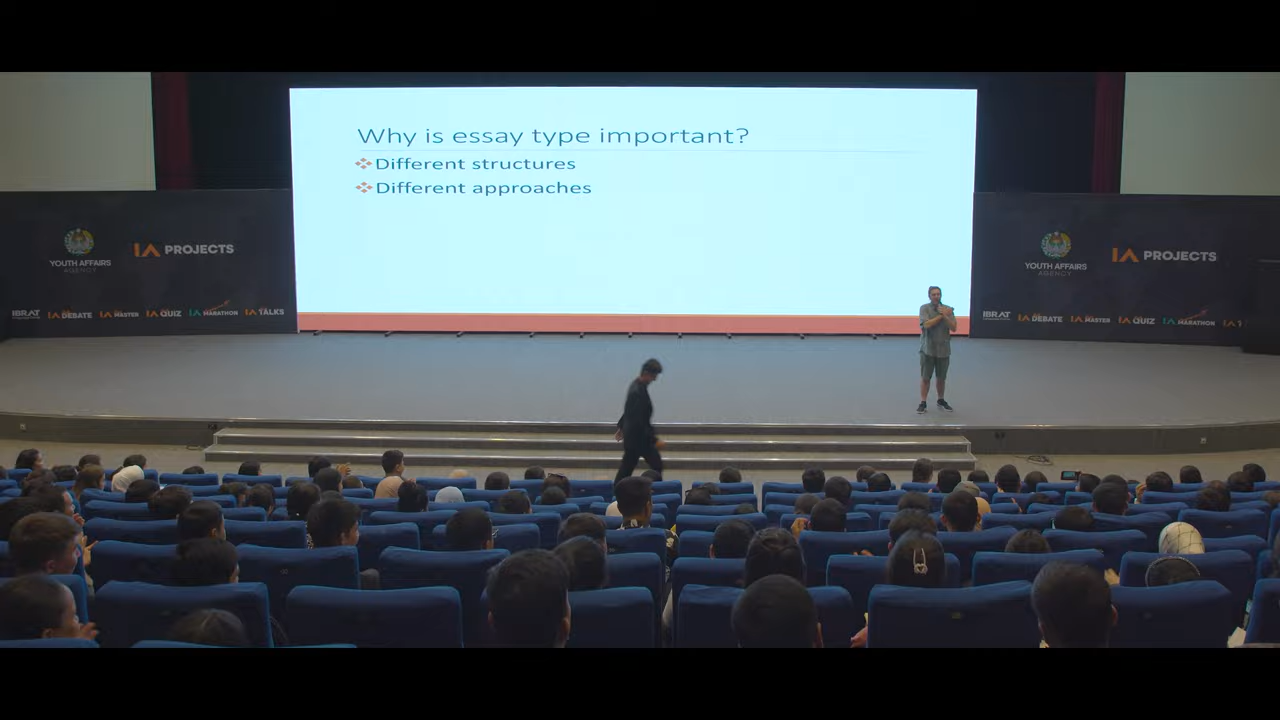 Why is essay type important?
Different structures
Different approaches
YOUTH AFFAIRS
AGENCY
IA PROJECTS
IBRAT
IA DEBATE
IA MASTER
IA QUIZ
IA MARATHON
IA TALKS
YOUTH AFFAIRS
AGENCY
IA PROJECTS
IBRAT
IA DEBATE
IA MASTER
IA QUIZ
IA MARATHON